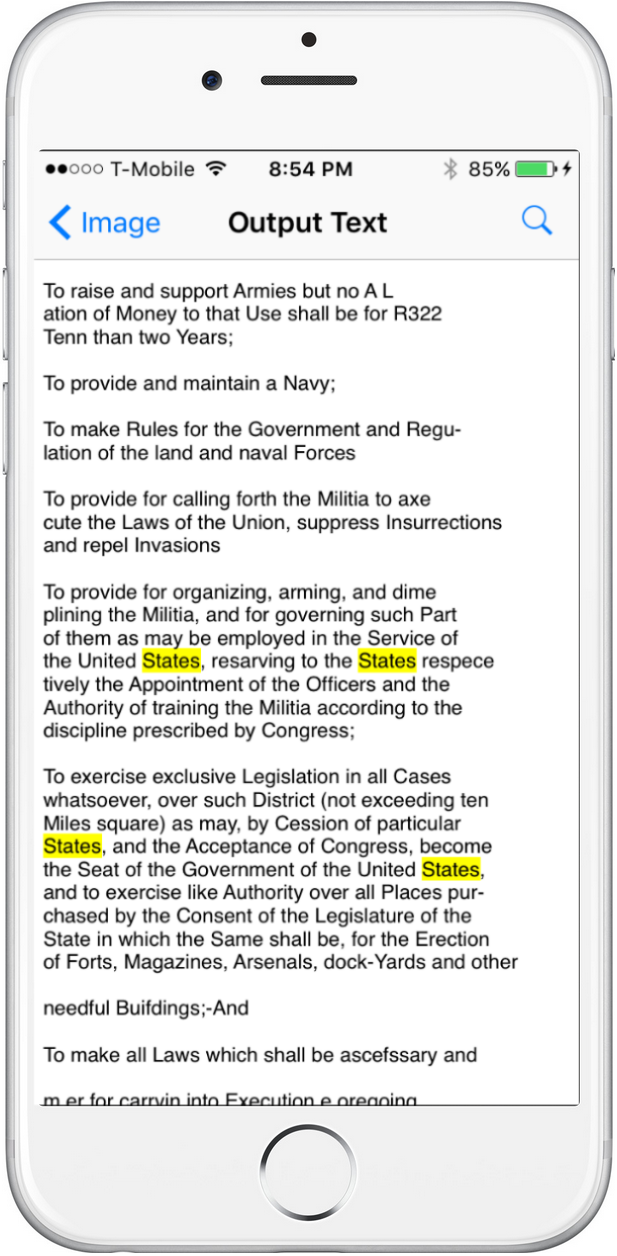 T-Mobile 8:54 PM 85%
Image Output Text
To raise and support Armies but no A L
ation of Money to that Use shall be for R322
Tenn than two Years;
To provide and maintain a Navy;
To make Rules for the Government and Regu-
lation of the land and naval Forces
To provide for calling forth the Militia to axe
cute the Laws of the Union, suppress Insurrections
and repel Invasions
To provide for organizing, arming, and dime
plining the Militia, and for governing such Part
of them as may be employed in the Service of
the United States, resarving to the States respece
tively the Appointment of the Officers and the
Authority of training the Militia according to the
discipline prescribed by Congress;
To exercise exclusive Legislation in all Cases
whatsoever, over such District (not exceeding ten
Miles square) as may, by Cession of particular
States, and the Acceptance of Congress, become
the Seat of the Government of the United States,
and to exercise like Authority over all Places pur-
chased by the Consent of the Legislature of the
State in which the Same shall be, for the Erection
of Forts, Magazines, Arsenals, dock-Yards and other
needful Buifdings;-And
To make all Laws which shall be ascefssary and
m er for carryin into Execution e oregoing